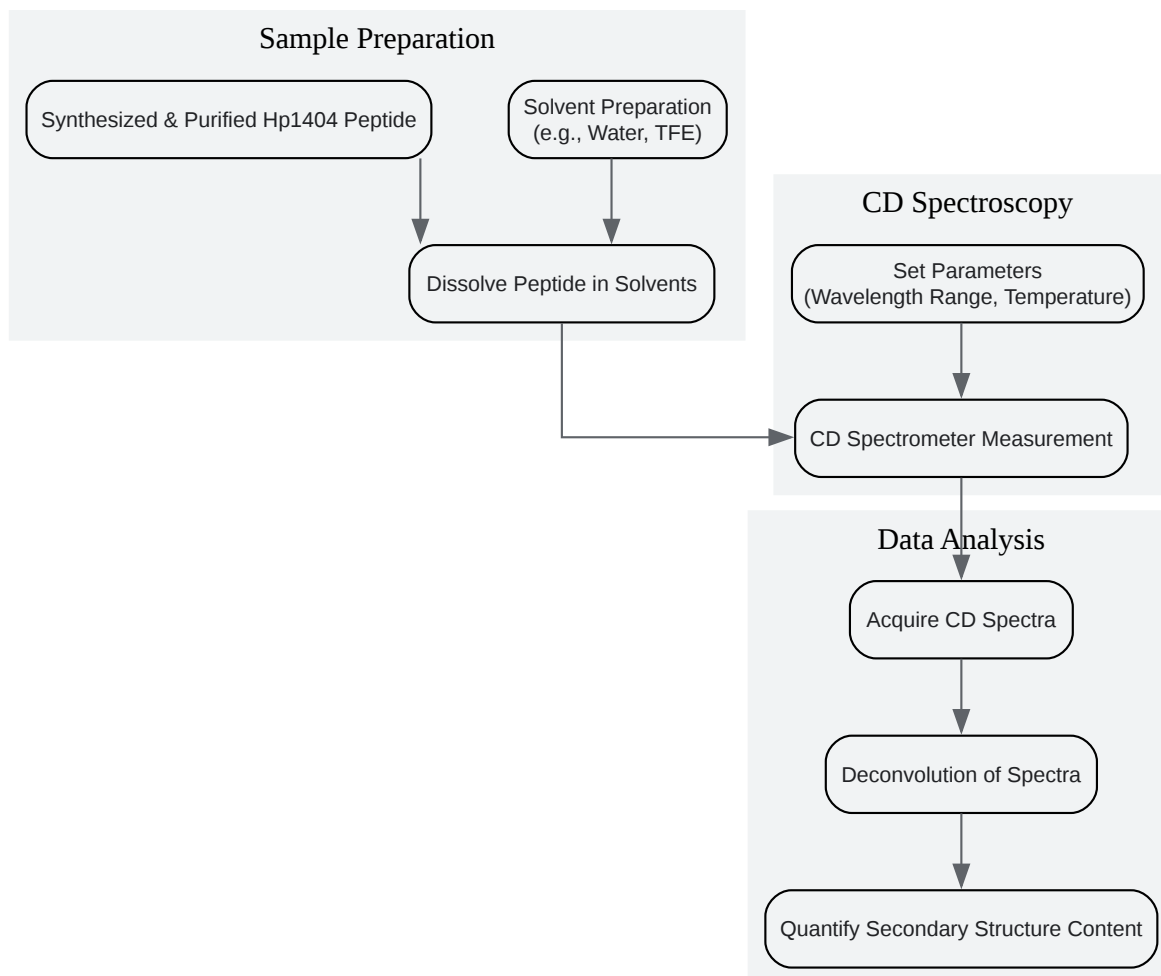 Sample Preparation
Synthesized & Purified Hp1404 Peptide
Solvent Preparation
(e.g., Water, TFE)
Dissolve Peptide in Solvents
CD Spectroscopy
Set Parameters
(Wavelength Range, Temperature)
CD Spectrometer Measurement
Data Analysis
Acquire CD Spectra
Deconvolution of Spectra
Quantify Secondary Structure Content